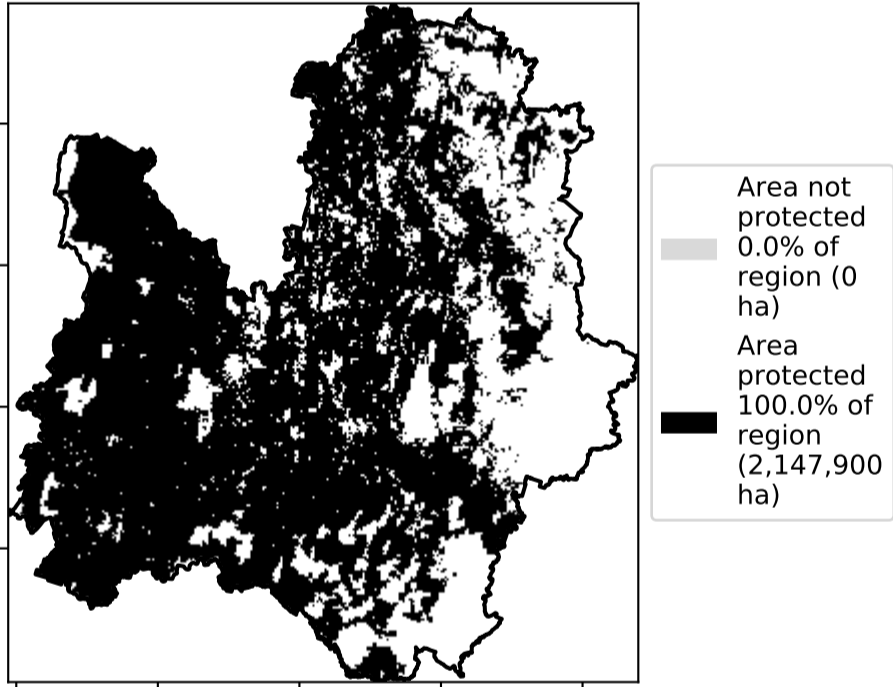 Area not
protected
0.0% of
region (0
ha)
Area
protected
100.0% of
region
(2,147,900
ha)